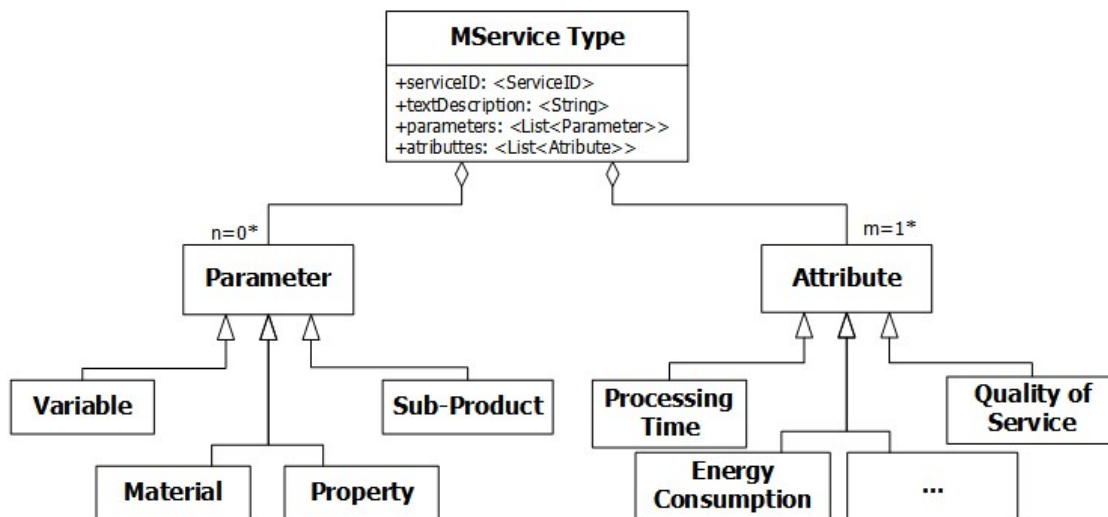 MService Type
+serviceID: <ServiceID>
+textDescription: <String>
+parameters: <List<Parameter>>
+atributtes: <List<Atribute>>
n=0*
m=1*
Parameter
Attribute
Variable
Sub-Product
Processing
Time
Quality of
Service
Material
Property
Energy
Consumption
...